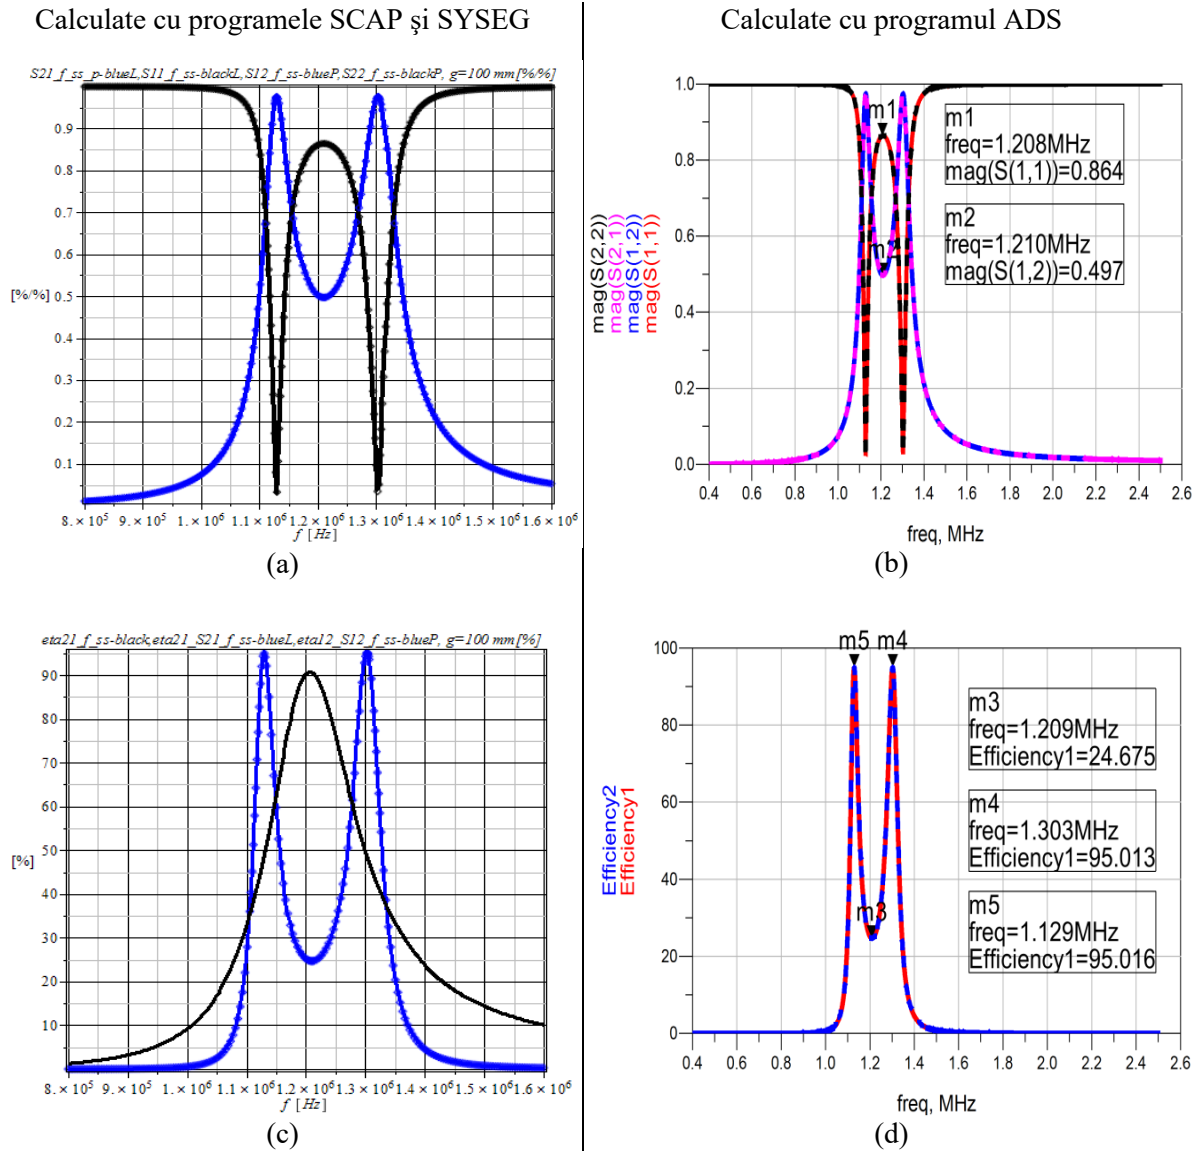 Calculate cu programele SCAP şi SYSEG
Calculate cu programul ADS
S21_f_ss_p-blueL,S11_f_ss-blackL,S12_f_ss-blueP,S22_f_ss-blackP, g=100 mm[%/%]
0.9
0.8
0.7
0.6
[%/%]
0.5
0.4
0.3
0.2
0.1
8.×10⁵ 9.×10⁵ 1.×10⁶ 1.1×10⁶ 1.2×10⁶ 1.3×10⁶ 1.4×10⁶ 1.5×10⁶ 1.6×10⁶
f [Hz]
(a)
mag(S(2,2))
mag(S(2,1))
mag(S(1,2))
mag(S(1,1))
1.0
0.8
0.6
0.4
0.2
0.0
m1
m1
freq=1.208MHz
mag(S(1,1))=0.864
m2
freq=1.210MHz
mag(S(1,2))=0.497
0.4 0.6 0.8 1.0 1.2 1.4 1.6 1.8 2.0 2.2 2.4 2.6
freq, MHz
(b)
eta21_f_ss-black,eta21_S21_f_ss-blueL,eta12_S12_f_ss-blueP, g=100 mm[%]
90
80
70
60
[%]
50
40
30
20
10
8.×10⁵ 9.×10⁵ 1.×10⁶ 1.1×10⁶ 1.2×10⁶ 1.3×10⁶ 1.4×10⁶ 1.5×10⁶ 1.6×10⁶
f [Hz]
(c)
Efficiency2
Efficiency1
100
80
60
40
20
0
m5 m4
m3
m3
freq=1.209MHz
Efficiency1=24.675
m4
freq=1.303MHz
Efficiency1=95.013
m5
freq=1.129MHz
Efficiency1=95.016
0.4 0.6 0.8 1.0 1.2 1.4 1.6 1.8 2.0 2.2 2.4 2.6
freq, MHz
(d)